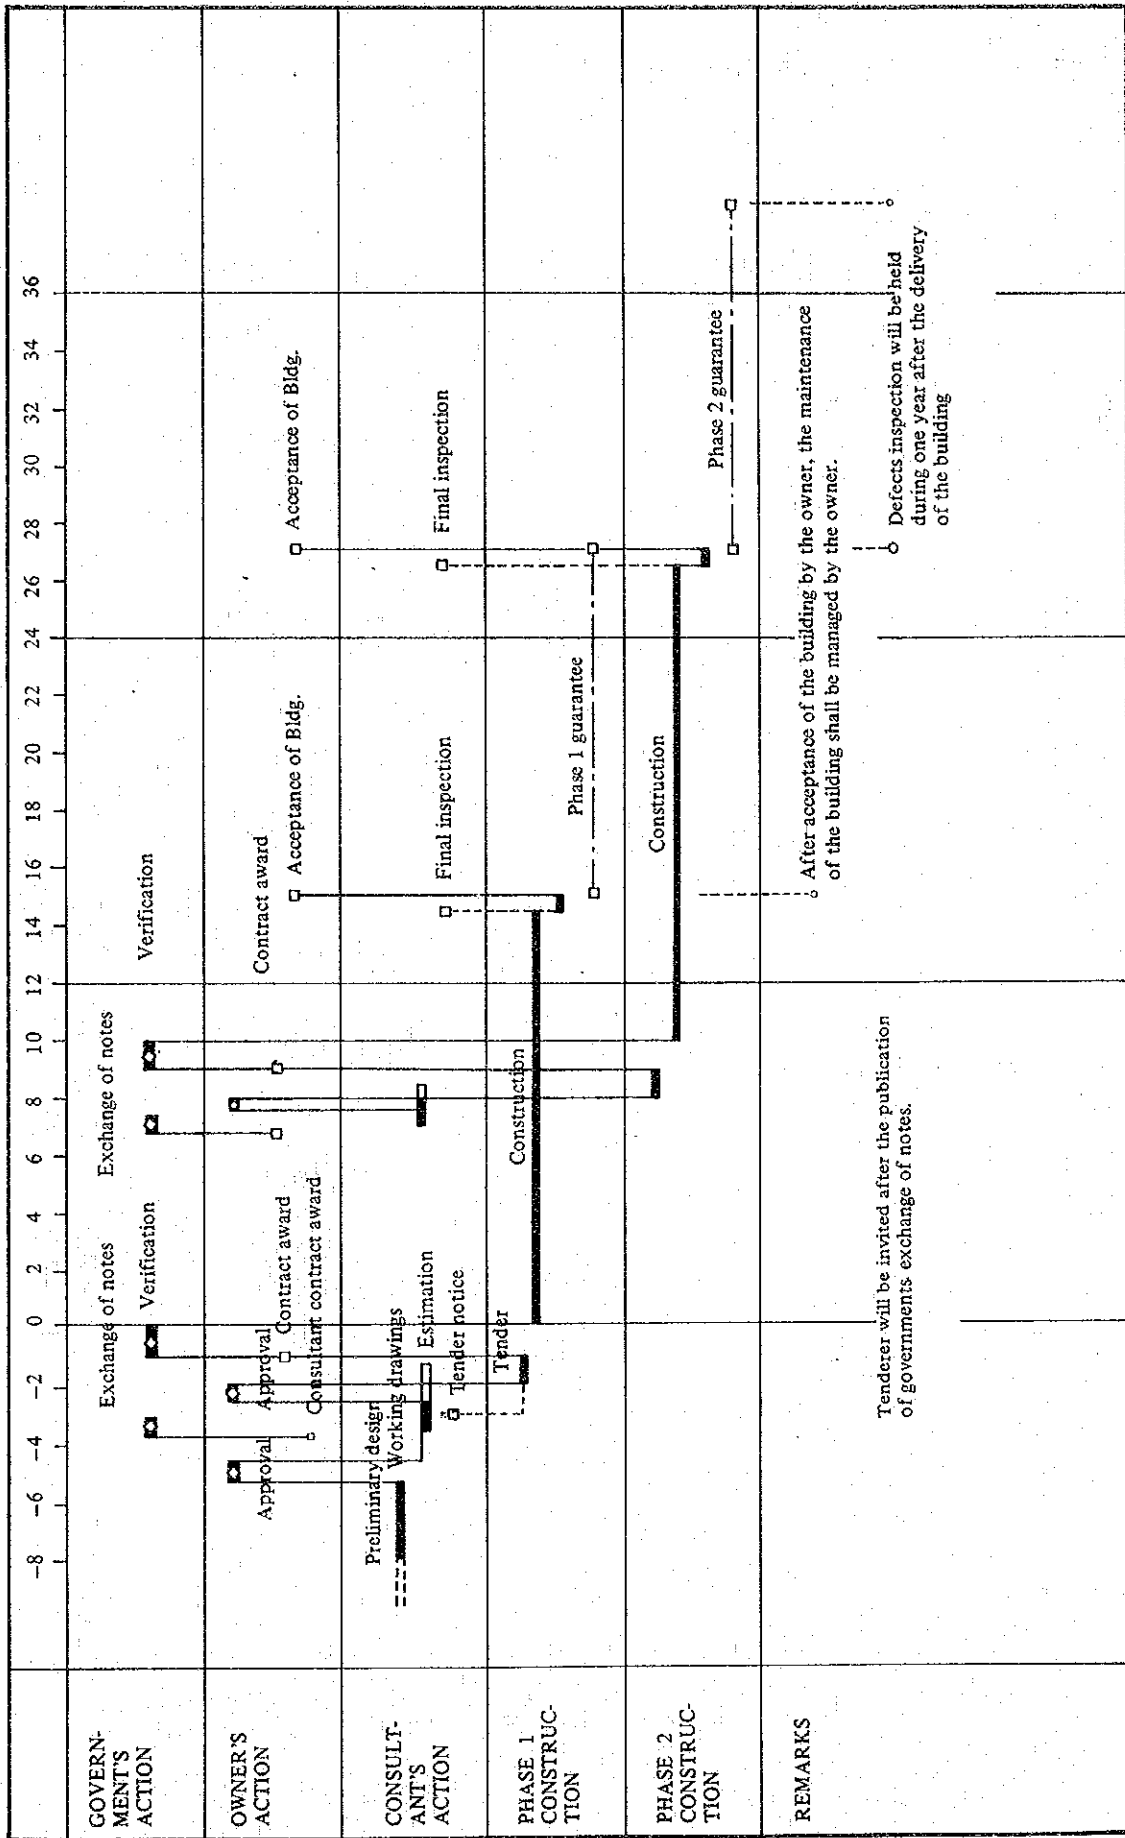 −8 −6 −4 −2 0 2 4 6 8 10 12 14 16 18 20 22 24 26 28 30 32 34 36
GOVERN-
MENT'S
ACTION
Exchange of notes
Exchange of notes
Verification
Verification
OWNER'S
ACTION
Approval
Approval
Contract award
Consultant contract award
Contract award
Acceptance of Bldg.
Acceptance of Bldg.
CONSULT-
ANT'S
ACTION
Preliminary design
Working drawings
Estimation
Tender notice
Final inspection
Final inspection
PHASE 1
CONSTRUC-
TION
Tender
Construction
Phase 1 guarantee
PHASE 2
CONSTRUC-
TION
Construction
Phase 2 guarantee
REMARKS
After acceptance of the building by the owner, the maintenance
of the building shall be managed by the owner.
Tenderer will be invited after the publication
of governments exchange of notes.
Defects inspection will be held
during one year after the delivery
of the building